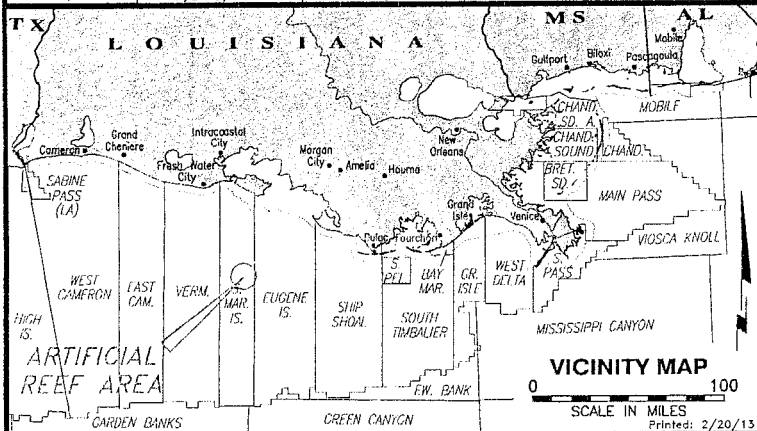 TX
LOUISIANA
MS
AL
Mobile
Gulfport
Biloxi
Pascagoula
MOBILE
CHAND.
SD. A.
CHAND.
SOUND
CHAND.
BRET.
SD.
MAIN PASS
VIOSCA KNOLL
Cameron
Grand
Cheniere
Intracoastal
City
Fresh Water
City
Morgan
City
Amelia
Houma
New
Orleans
Grand
Isle
Venice
Dulac
Fourchon
SABINE
PASS
(LA)
WEST
CAMERON
EAST
CAM.
VERM.
MAR.
IS.
EUGENE
IS.
SHIP
SHOAL
S.
PEL.
BAY
MAR.
SOUTH
TIMBALIER
GR.
ISLE
WEST
DELTA
S.
PASS
HIGH
IS.
MISSISSIPPI CANYON
ARTIFICIAL
REEF AREA
EW. BANK
GARDEN BANKS
GREEN CANYON
VICINITY MAP
0 100
SCALE IN MILES
Printed: 2/20/13